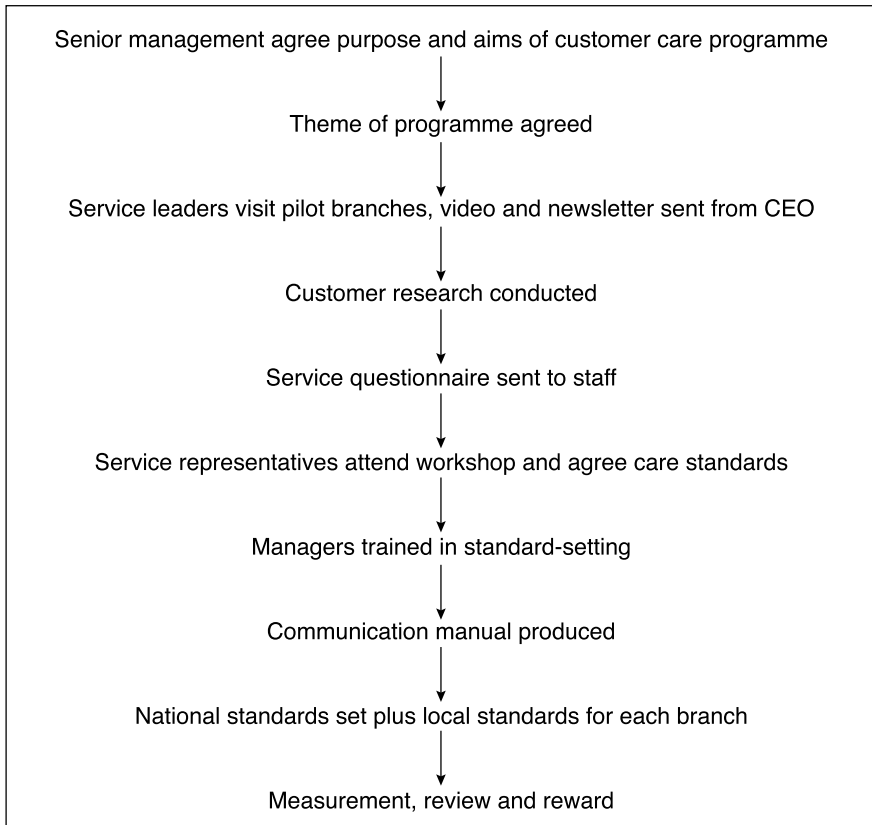 Senior management agree purpose and aims of customer care programme
Theme of programme agreed
Service leaders visit pilot branches, video and newsletter sent from CEO
Customer research conducted
Service questionnaire sent to staff
Service representatives attend workshop and agree care standards
Managers trained in standard-setting
Communication manual produced
National standards set plus local standards for each branch
Measurement, review and reward